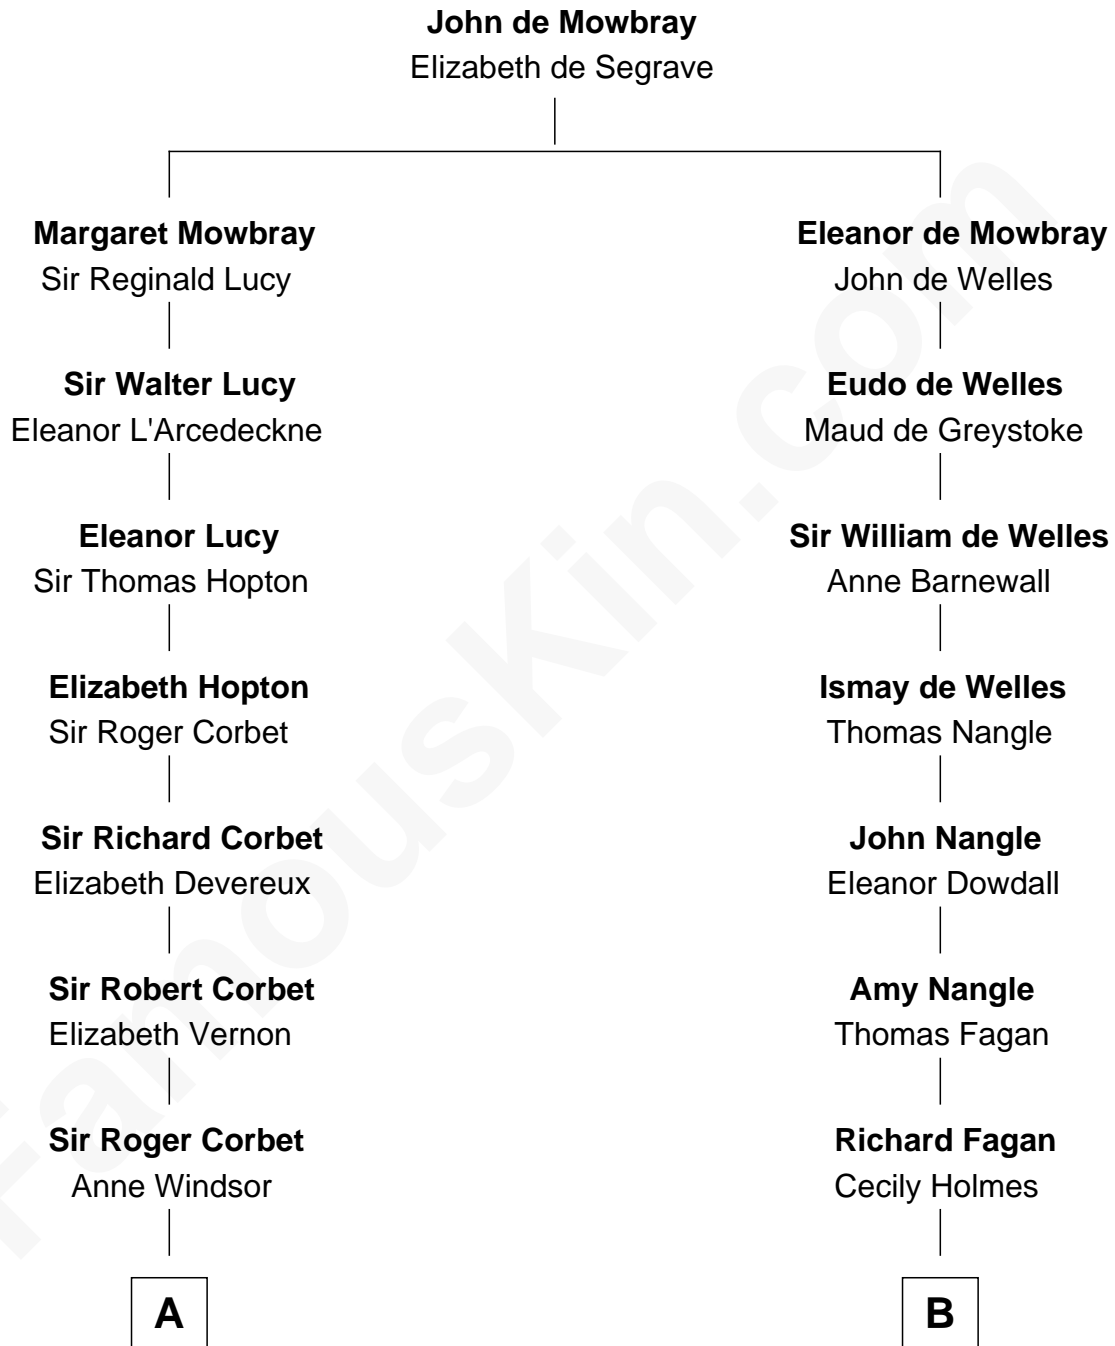 John de Mowbray
Elizabeth de Segrave
Margaret Mowbray
Sir Reginald Lucy
Eleanor de Mowbray
John de Welles
Sir Walter Lucy
Eleanor L'Arcedeckne
Eudo de Welles
Maud de Greystoke
Eleanor Lucy
Sir Thomas Hopton
Sir William de Welles
Anne Barnewall
Elizabeth Hopton
Sir Roger Corbet
Ismay de Welles
Thomas Nangle
Sir Richard Corbet
Elizabeth Devereux
John Nangle
Eleanor Dowdall
Sir Robert Corbet
Elizabeth Vernon
Amy Nangle
Thomas Fagan
Sir Roger Corbet
Anne Windsor
Richard Fagan
Cecily Holmes
A
B
FamousKin.com